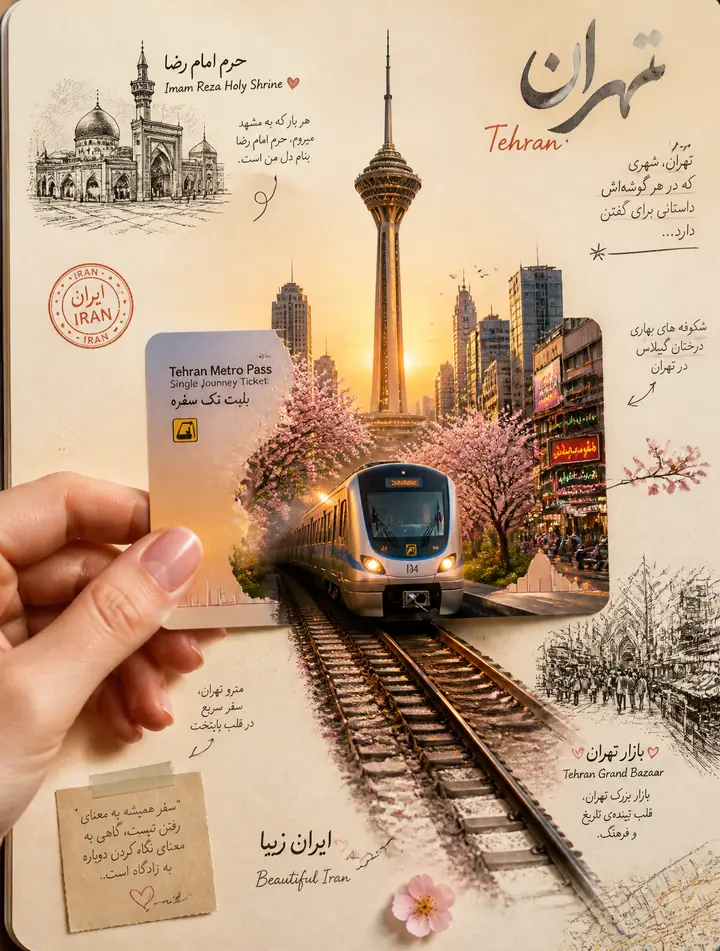 حرم امام رضا
Imam Reza Holy Shrine
هر بار که به مشهد
میروم، حرم امام رضا
بنام دل من است.
تهران
Tehran
تهران، شهری
که در هر گوشه‌اش
داستانی برای گفتن
دارد...
IRAN
ایران
IRAN
IRAN
شکوفه های بهاری
درختان گیلاس
در تهران
Tehran Metro Pass
Single Jounney Ticket
بلیت تک سفره
134
مترو تهران،
سفر سریع
در قلب پایتخت
بازار تهران
Tehran Grand Bazaar
بازار بزرگ تهران،
قلب تپنده‌ی تاریخ
و فرهنگ.
"سفر همیشه به معنای
رفتن نیست، گاهی به
معنای نگاه کردن دوباره
به زادگاه است..
ایران زیبا
Beautiful Iran